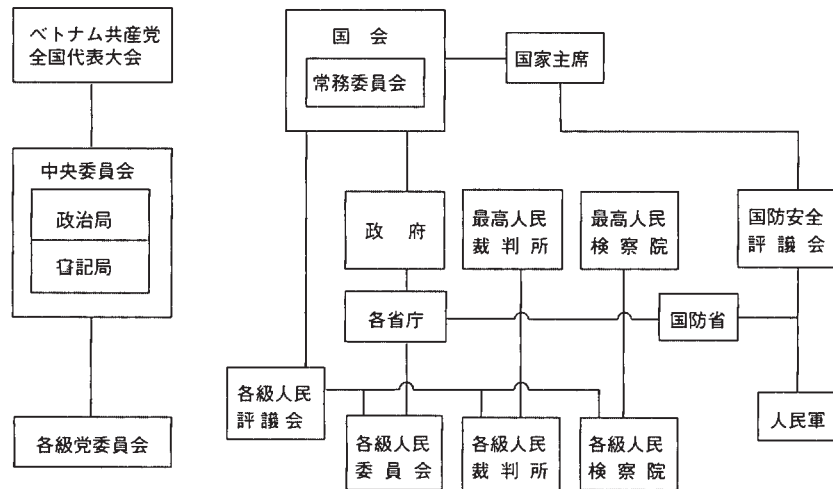 ベトナム共産党
全国代表大会
中央委員会
政治局
書記局
各級党委員会
国会
常務委員会
国家主席
政府
最高人民
裁判所
最高人民
検察院
国防安全
評議会
各省庁
国防省
各級人民
評議会
人民軍
各級人民
委員会
各級人民
裁判所
各級人民
検察院